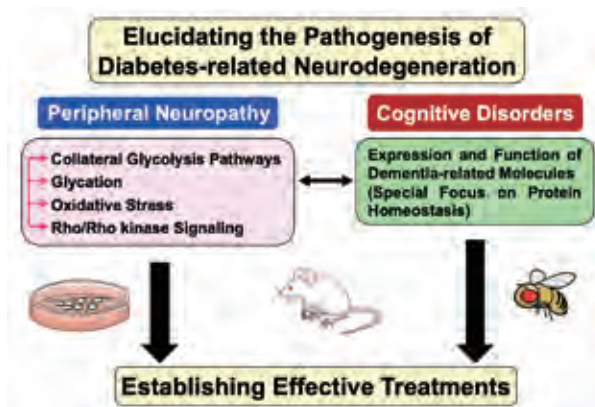 Elucidating the Pathogenesis of
Diabetes-related Neurodegeneration
Peripheral Neuropathy
Collateral Glycolysis Pathways
Glycation
Oxidative Stress
Rho/Rho kinase Signaling
Cognitive Disorders
Expression and Function of
Dementia-related Molecules
(Special Focus on Protein
Homeostasis)
Establishing Effective Treatments